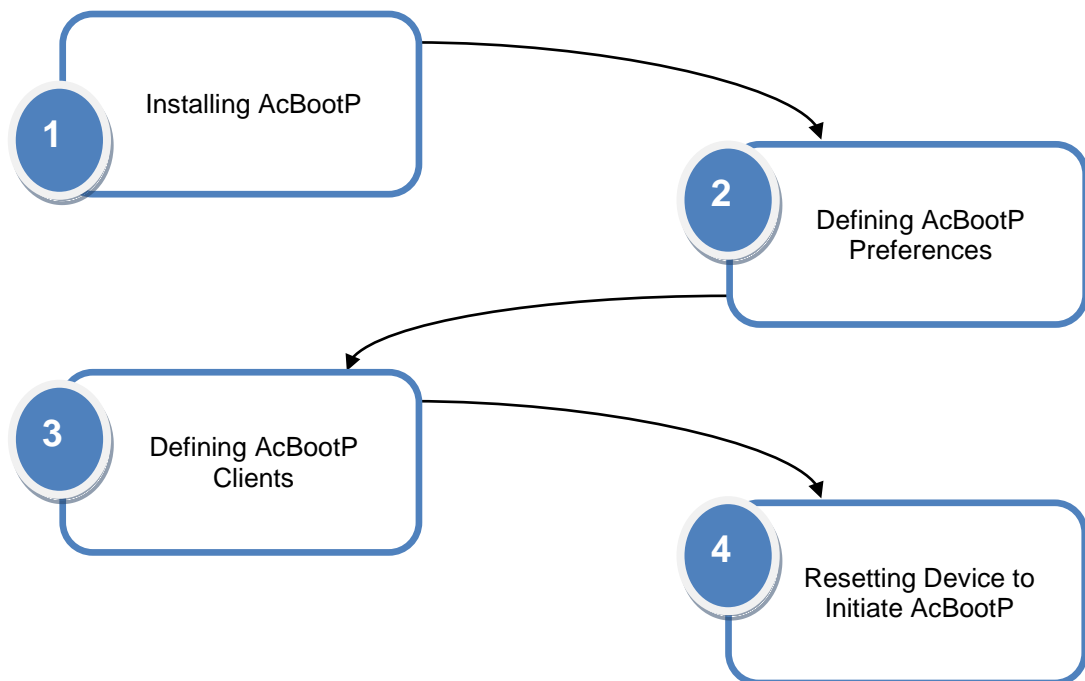 1
Installing AcBootP
2
Defining AcBootP
Preferences
3
Defining AcBootP
Clients
4
Resetting Device to
Initiate AcBootP